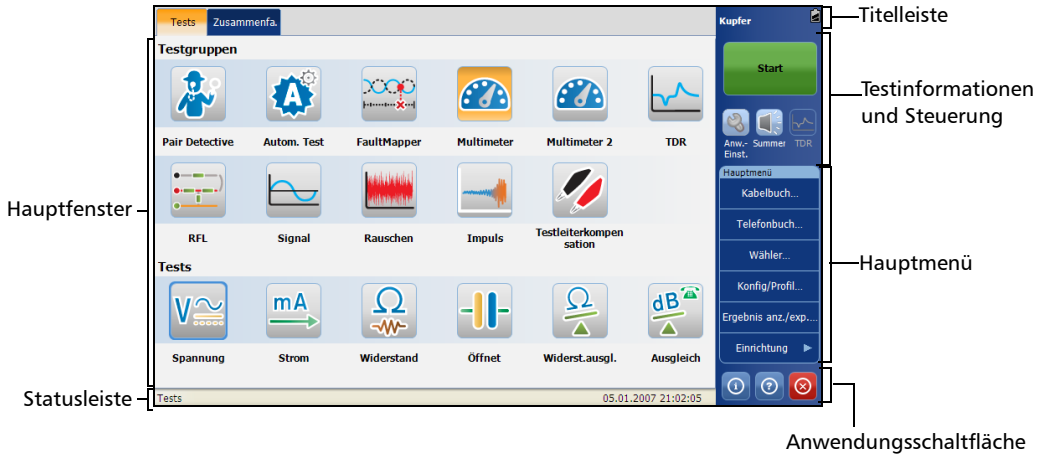 Tests Zusammenfa.
Testgruppen
Pair Detective Autom. Test FaultMapper Multimeter Multimeter 2 TDR
RFL Signal Rauschen Impuls Testleiterkompen
sation
Tests
V mA Ω Ω dB
Spannung Strom Widerstand Öffnet Widerst.ausgl. Ausgleich
Tests 05.01.2007 21:02:05
Kupfer
Start
Anw.- Summer TDR
Einst.
Hauptmenü
Kabelbuch...
Telefonbuch...
Wähler...
Konfig/Profil...
Ergebnis anz./exp....
Einrichtung
Hauptfenster
Statusleiste
Titelleiste
Testinformationen
und Steuerung
Hauptmenü
Anwendungsschaltfläche